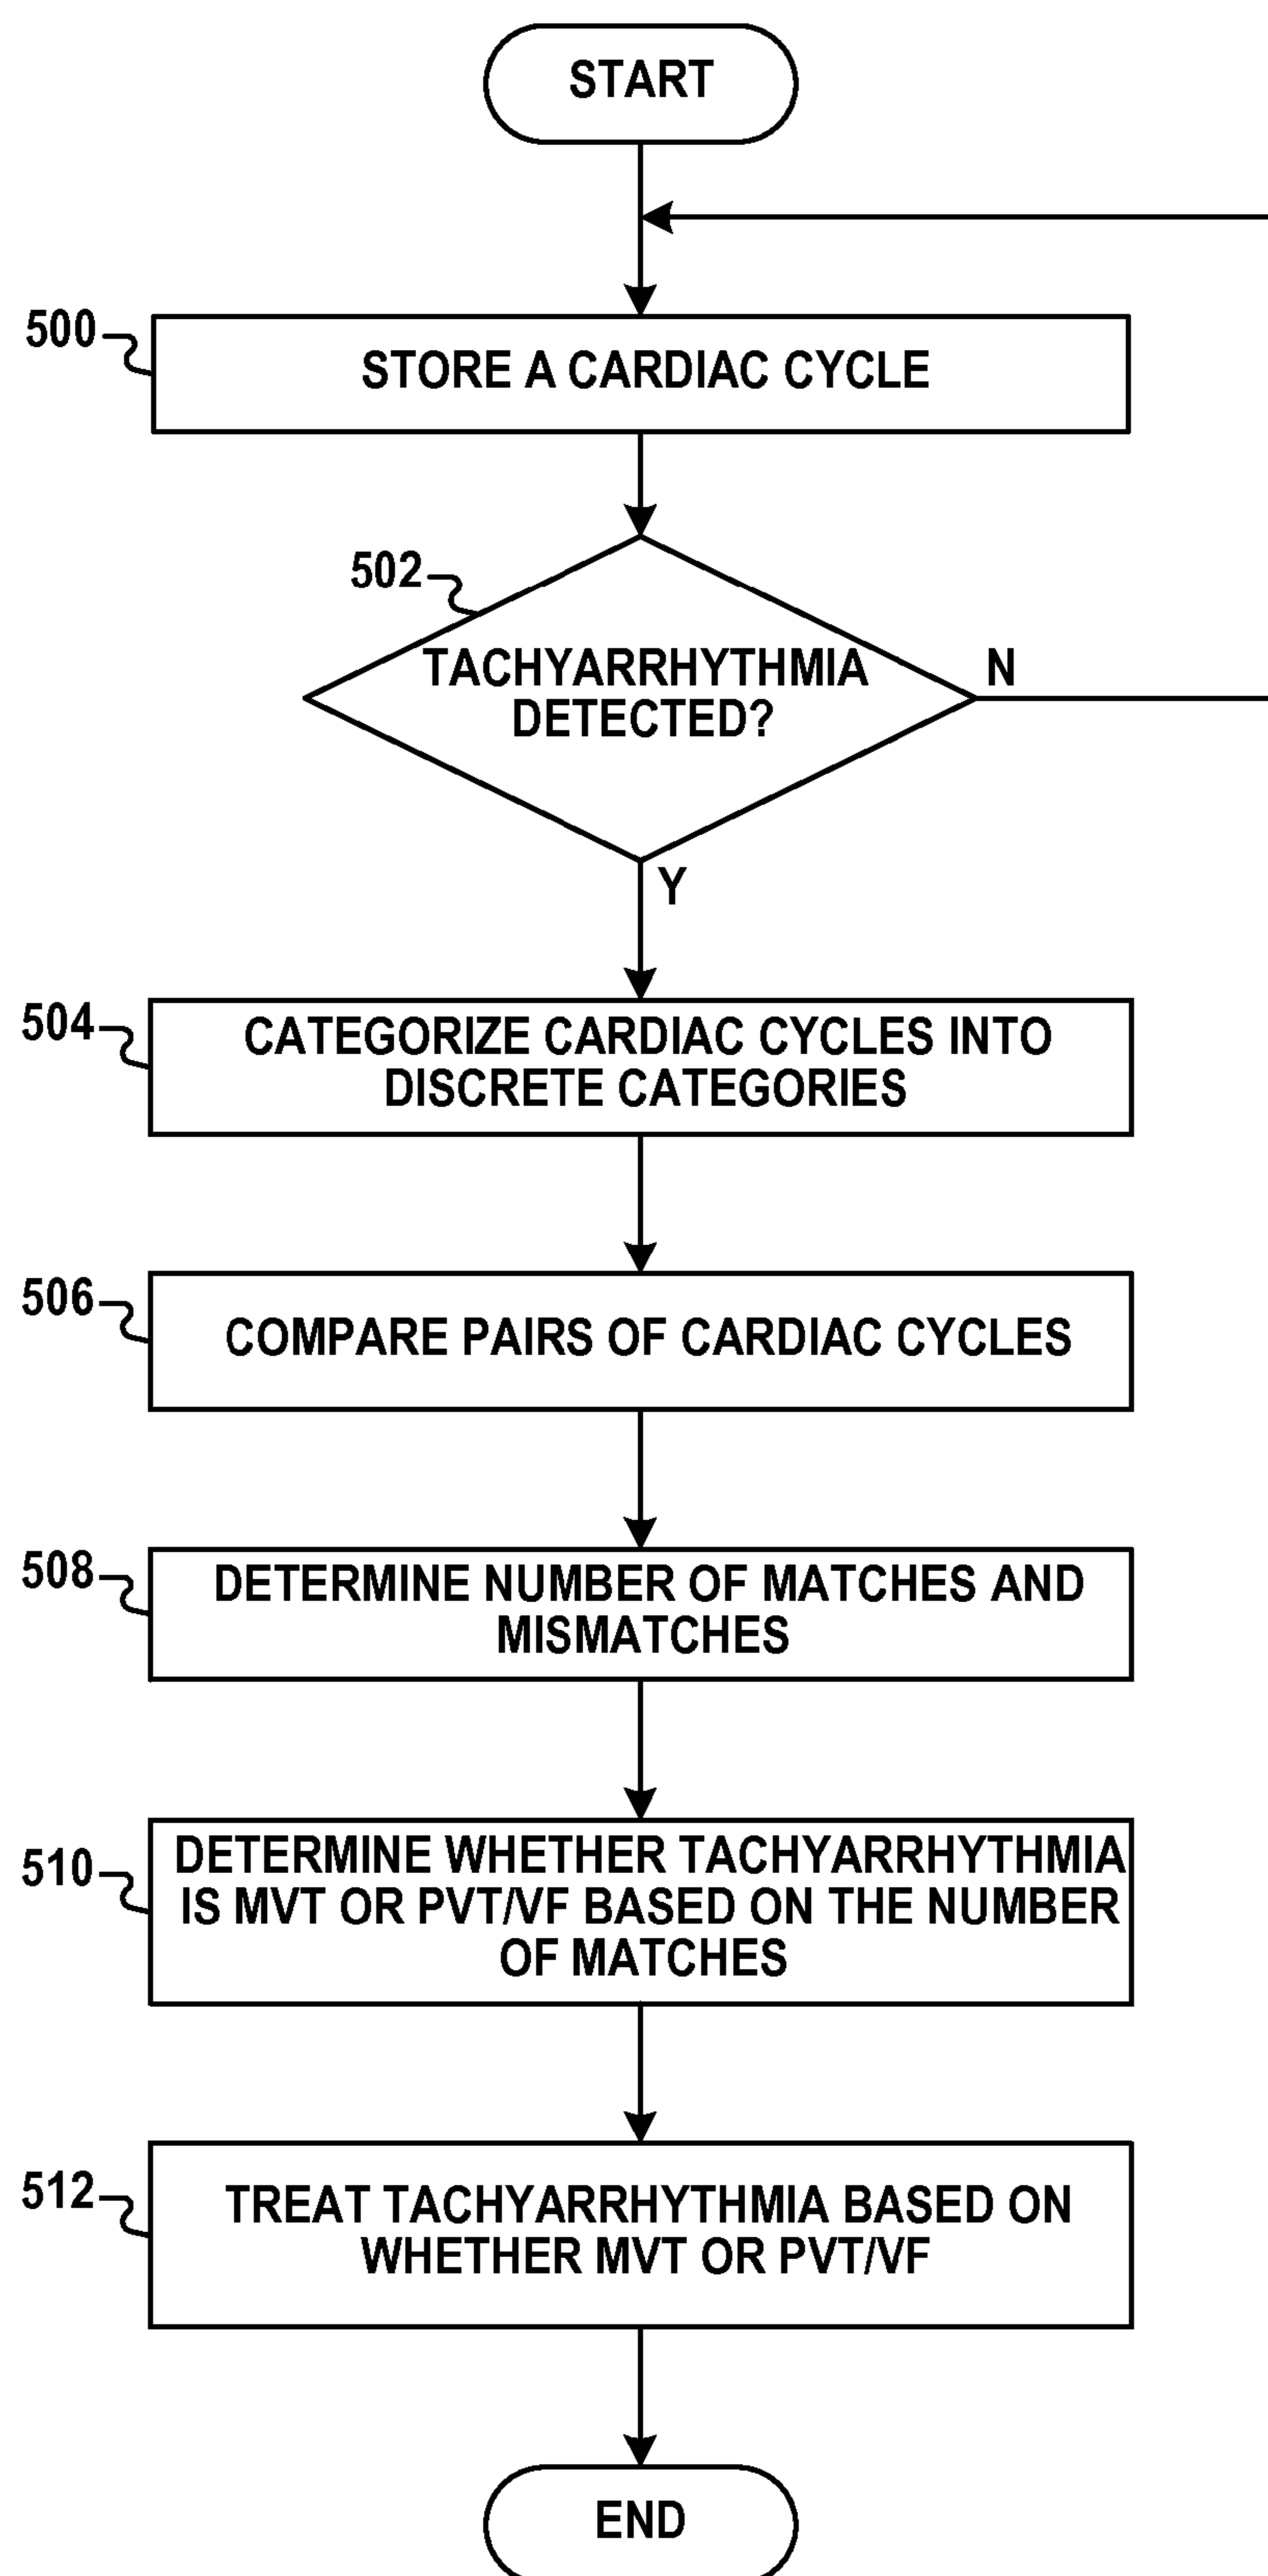 START
500
STORE A CARDIAC CYCLE
502
TACHYARRHYTHMIA
DETECTED?
N
Y
504
CATEGORIZE CARDIAC CYCLES INTO
DISCRETE CATEGORIES
506
COMPARE PAIRS OF CARDIAC CYCLES
508
DETERMINE NUMBER OF MATCHES AND
MISMATCHES
510
DETERMINE WHETHER TACHYARRHYTHMIA
IS MVT OR PVT/VF BASED ON THE NUMBER
OF MATCHES
512
TREAT TACHYARRHYTHMIA BASED ON
WHETHER MVT OR PVT/VF
END